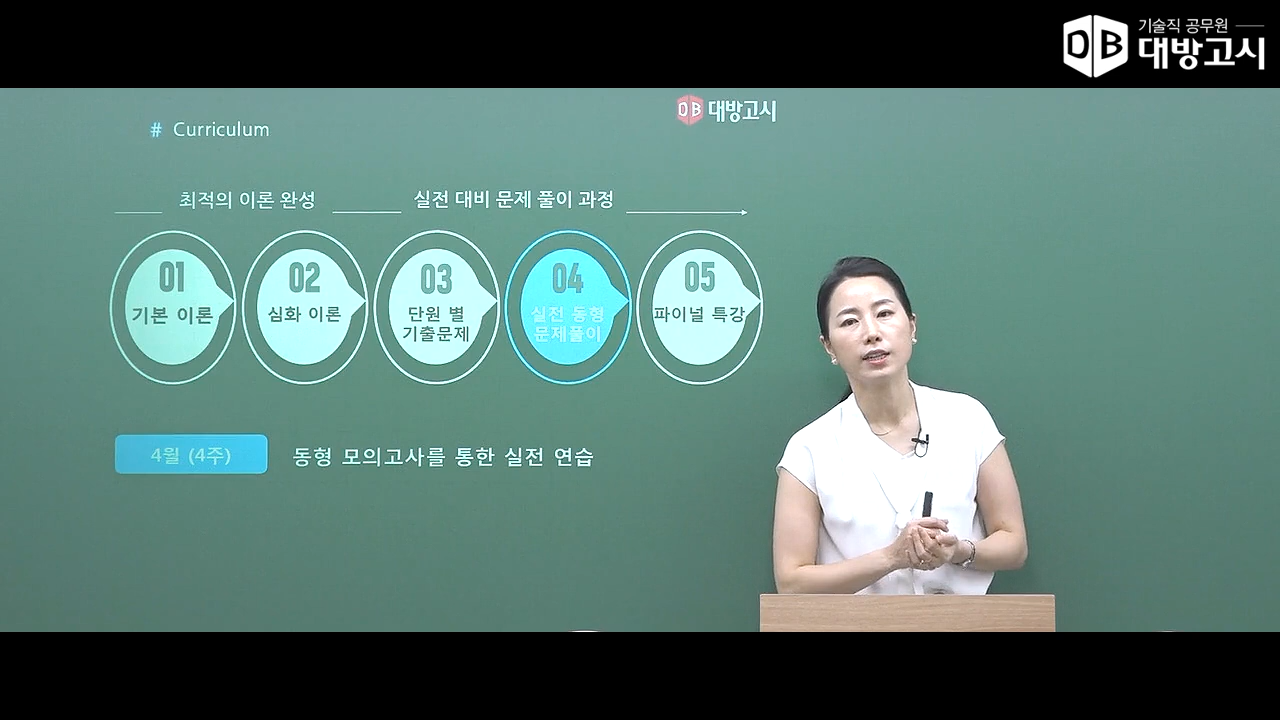 기술직 공무원
DB 대방고시
DB 대방고시
# Curriculum
최적의 이론 완성
실전 대비 문제 풀이 과정
01
기본 이론
02
심화 이론
03
단원 별
기출문제
04
실전 동형
문제풀이
05
파이널 특강
4월 (4주)
동형 모의고사를 통한 실전 연습